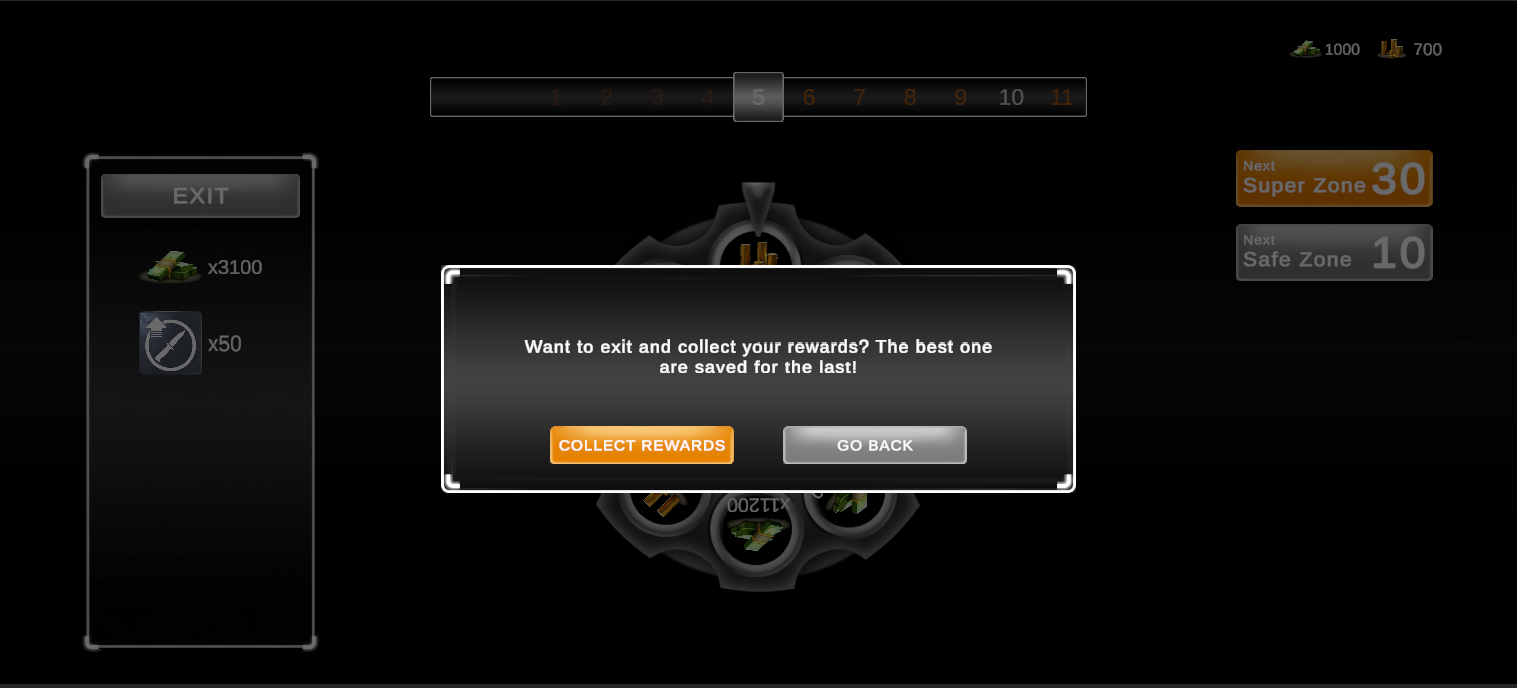 1000 700
1 2 3 4 5 6 7 8 9 10 11
EXIT
x3100
x50
Next
Super Zone 30
Next
Safe Zone 10
Want to exit and collect your rewards? The best one
are saved for the last!
COLLECT REWARDS
GO BACK
x11200